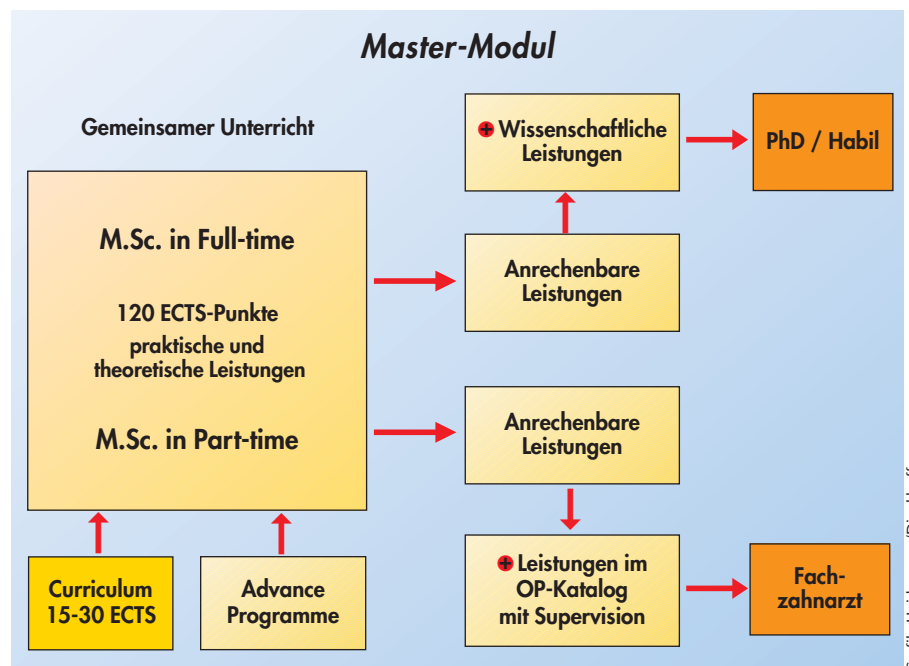 Master-Modul
Gemeinsamer Unterricht
M.Sc. in Full-time
120 ECTS-Punkte
praktische und
theoretische Leistungen
M.Sc. in Part-time
Curriculum
15-30 ECTS
Advance
Programme
Wissenschaftliche
Leistungen
PhD / Habil
Anrechenbare
Leistungen
Anrechenbare
Leistungen
Leistungen im
OP-Katalog
mit Supervision
Fach-
zahnarzt